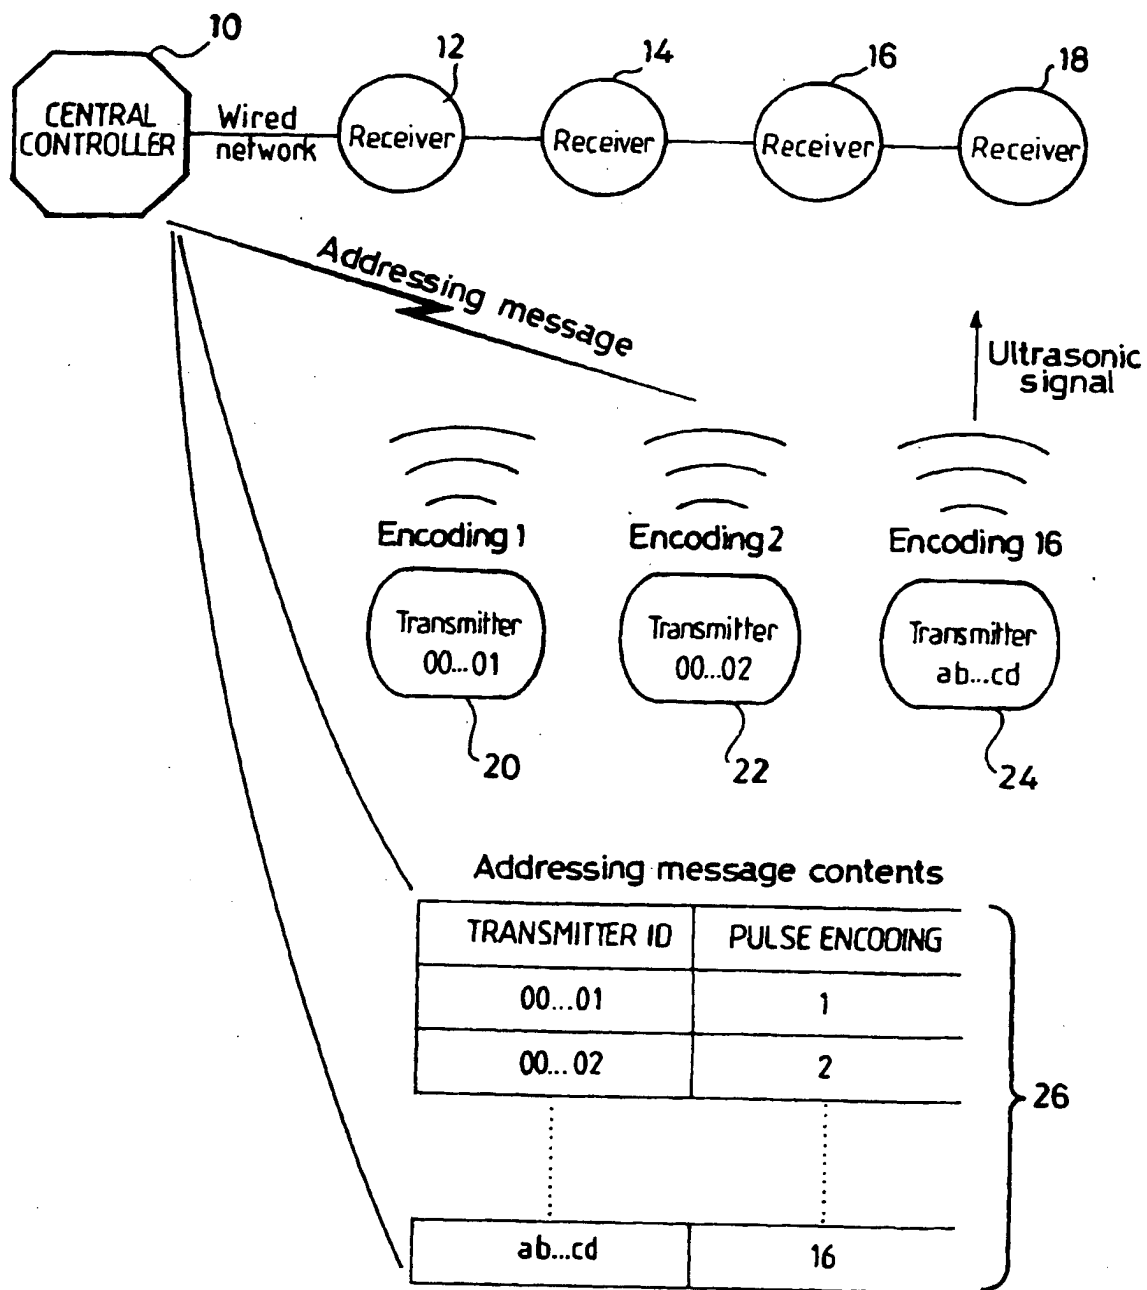 10
12
14
16
18
CENTRAL
CONTROLLER
Wired
network
Receiver
Receiver
Receiver
Receiver
Addressing message
Ultrasonic
signal
Encoding 1
Encoding 2
Encoding 16
Transmitter
00...01
Transmitter
00...02
Transmitter
ab...cd
20
22
24
Addressing message contents
TRANSMITTER ID PULSE ENCODING
00...01 1
00...02 2
26
ab...cd 16